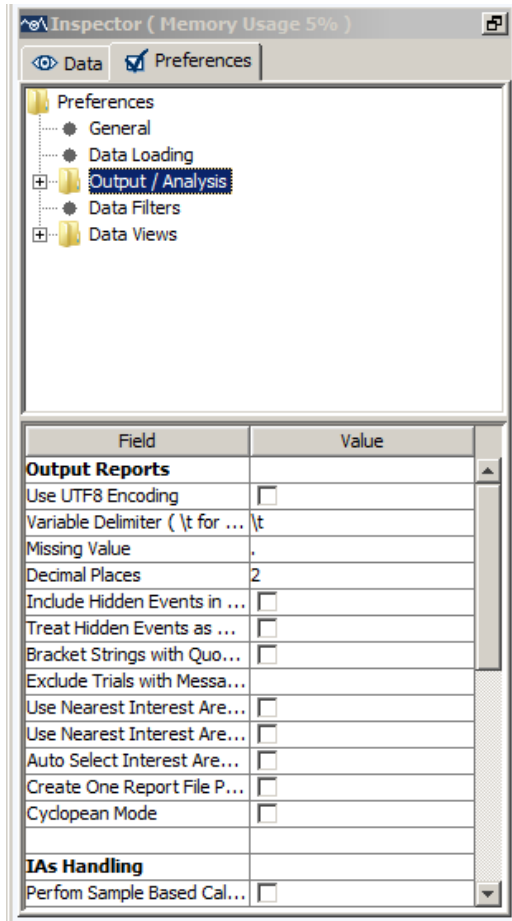 Inspector ( Memory Usage 5% )
Data Preferences
Preferences
General
Data Loading
Output / Analysis
Data Filters
Data Views
Field Value
Output Reports
Use UTF8 Encoding
Variable Delimiter ( \t for ... \t
Missing Value .
Decimal Places 2
Include Hidden Events in ...
Treat Hidden Events as ...
Bracket Strings with Quo...
Exclude Trials with Messa...
Use Nearest Interest Are...
Use Nearest Interest Are...
Auto Select Interest Are...
Create One Report File P...
Cyclopean Mode
IAs Handling
Perfom Sample Based Cal...